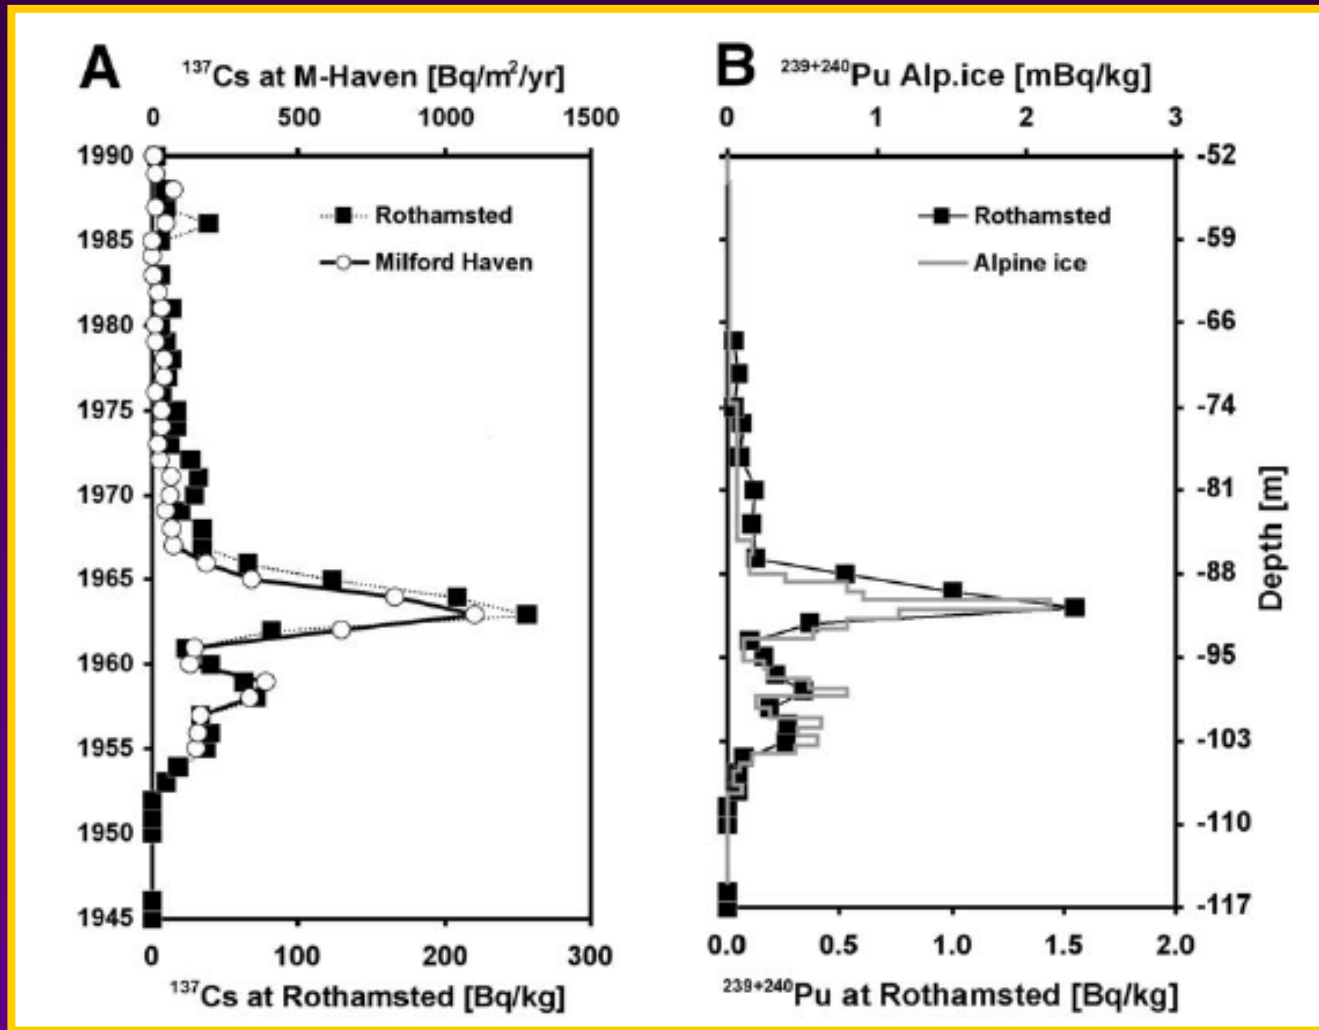 A
¹³⁷Cs at M-Haven [Bq/m²/yr]
0 500 1000 1500
1990
1985
1980
1975
1970
1965
1960
1955
1950
1945
Rothamsted
Milford Haven
0 100 200 300
¹³⁷Cs at Rothamsted [Bq/kg]
B
²³⁹⁺²⁴⁰Pu Alp.ice [mBq/kg]
0 1 2 3
Rothamsted
Alpine ice
-52
-59
-66
-74
-81
-88
-95
-103
-110
-117
Depth [m]
0.0 0.5 1.0 1.5 2.0
²³⁹⁺²⁴⁰Pu at Rothamsted [Bq/kg]